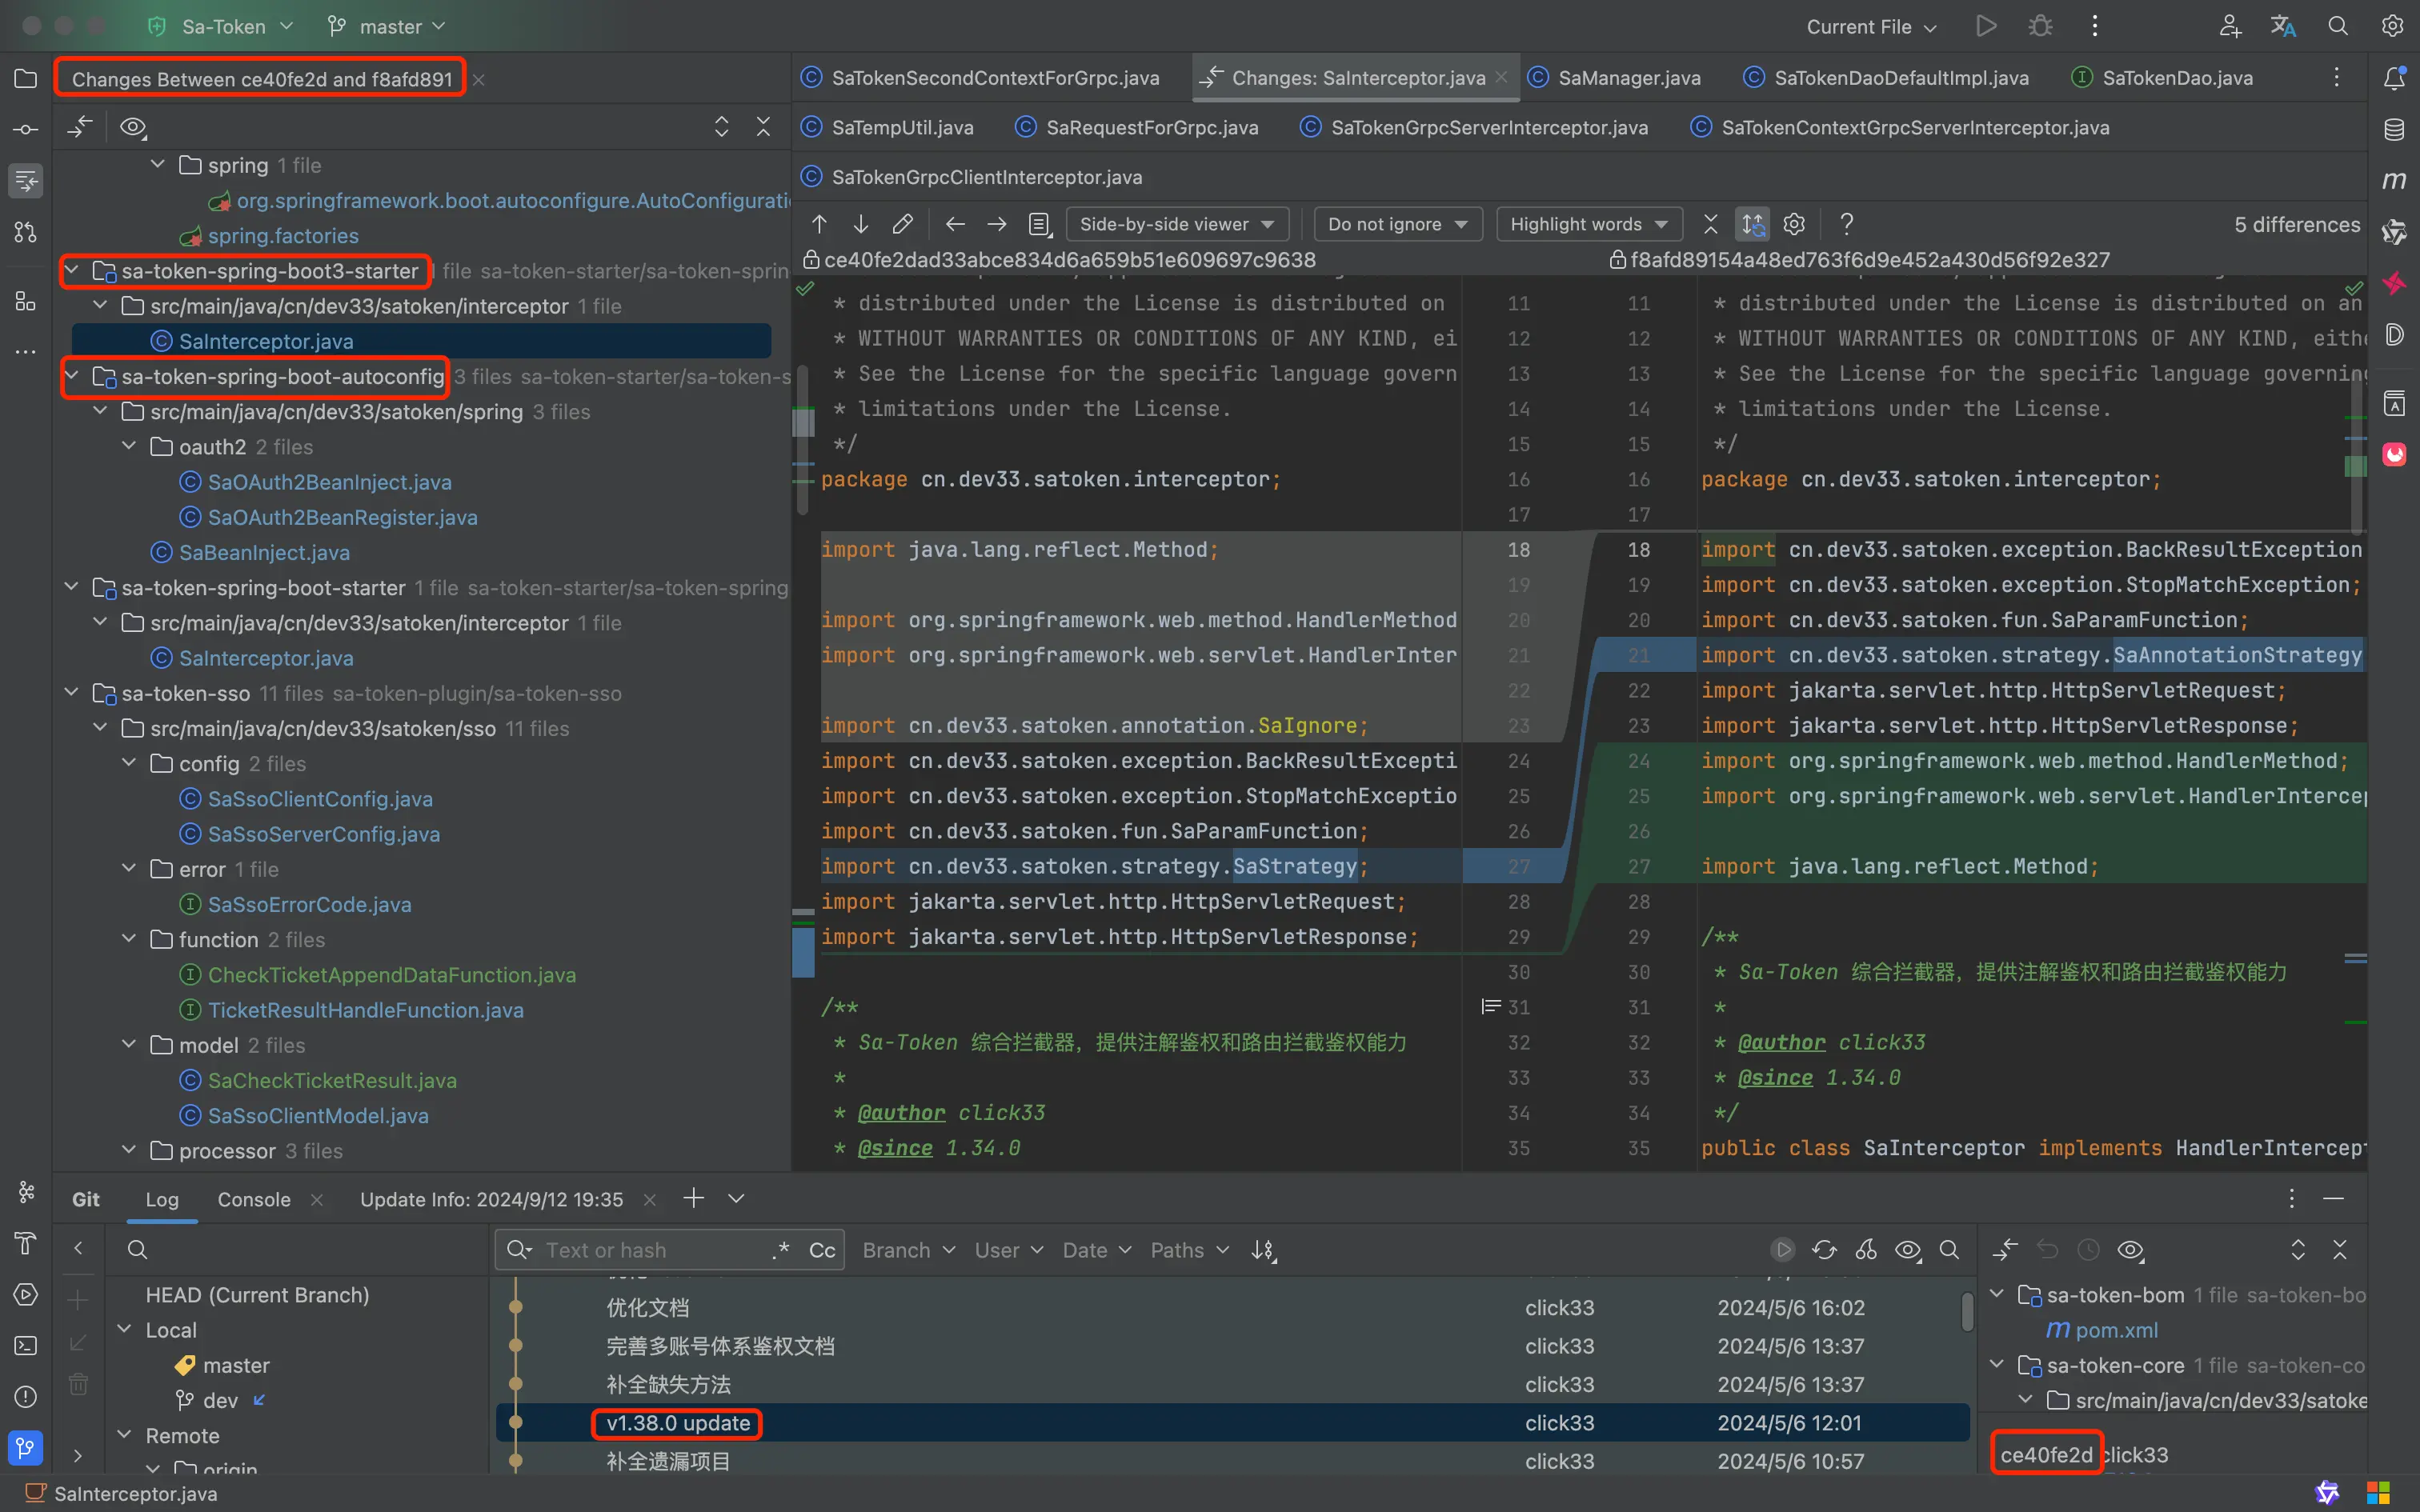 Sa-Token
master
Current File
Changes Between ce40fe2d and f8afd891
spring 1 file
org.springframework.boot.autoconfigure.AutoConfigurati
spring.factories
sa-token-spring-boot3-starter file sa-token-starter/sa-token-sprin
src/main/java/cn/dev33/satoken/interceptor 1 file
SaInterceptor.java
sa-token-spring-boot-autoconfig 3 files sa-token-starter/sa-token-s
src/main/java/cn/dev33/satoken/spring 3 files
oauth2 2 files
SaOAuth2BeanInject.java
SaOAuth2BeanRegister.java
SaBeanInject.java
sa-token-spring-boot-starter 1 file sa-token-starter/sa-token-spring
src/main/java/cn/dev33/satoken/interceptor 1 file
SaInterceptor.java
sa-token-sso 11 files sa-token-plugin/sa-token-sso
src/main/java/cn/dev33/satoken/sso 11 files
config 2 files
SaSsoClientConfig.java
SaSsoServerConfig.java
error 1 file
SaSsoErrorCode.java
function 2 files
CheckTicketAppendDataFunction.java
TicketResultHandleFunction.java
model 2 files
SaCheckTicketResult.java
SaSsoClientModel.java
processor 3 files
SaTokenSecondContextForGrpc.java
Changes: SaInterceptor.java
SaManager.java
SaTokenDaoDefaultImpl.java
SaTokenDao.java
SaTempUtil.java
SaRequestForGrpc.java
SaTokenGrpcServerInterceptor.java
SaTokenContextGrpcServerInterceptor.java
SaTokenGrpcClientInterceptor.java
Side-by-side viewer
Do not ignore
Highlight words
?
5 differences
ce40fe2dad33abce834d6a659b51e609697c9638
f8afd89154a48ed763f6d9e452a430d56f92e327
* distributed under the License is distributed on 11
* WITHOUT WARRANTIES OR CONDITIONS OF ANY KIND, ei 12
* See the License for the specific language govern 13
* limitations under the License. 14
*/ 15
package cn.dev33.satoken.interceptor; 16
17
import java.lang.reflect.Method; 18
19
import org.springframework.web.method.HandlerMethod 20
import org.springframework.web.servlet.HandlerInter 21
22
import cn.dev33.satoken.annotation.SaIgnore; 23
import cn.dev33.satoken.exception.BackResultExcepti 24
import cn.dev33.satoken.exception.StopMatchExceptio 25
import cn.dev33.satoken.fun.SaParamFunction; 26
import cn.dev33.satoken.strategy.SaStrategy; 27
import jakarta.servlet.http.HttpServletRequest; 28
import jakarta.servlet.http.HttpServletResponse; 29
30
/** 31
* Sa-Token 综合拦截器，提供注解鉴权和路由拦截鉴权能力 32
* 33
* @author click33 34
* @since 1.34.0 35
11 * distributed under the License is distributed on an
12 * WITHOUT WARRANTIES OR CONDITIONS OF ANY KIND, eithe
13 * See the License for the specific language governing
14 * limitations under the License.
15 */
16 package cn.dev33.satoken.interceptor;
17
18 import cn.dev33.satoken.exception.BackResultException
19 import cn.dev33.satoken.exception.StopMatchException;
20 import cn.dev33.satoken.fun.SaParamFunction;
21 import cn.dev33.satoken.strategy.SaAnnotationStrategy
22 import jakarta.servlet.http.HttpServletRequest;
23 import jakarta.servlet.http.HttpServletResponse;
24 import org.springframework.web.method.HandlerMethod;
25 import org.springframework.web.servlet.HandlerIntercep
26
27 import java.lang.reflect.Method;
28
29 /**
30 * Sa-Token 综合拦截器，提供注解鉴权和路由拦截鉴权能力
31 *
32 * @author click33
33 * @since 1.34.0
34 */
35 public class SaInterceptor implements HandlerIntercept
Git
Log
Console
Update Info: 2024/9/12 19:35
Text or hash
.* Cc
Branch
User
Date
Paths
HEAD (Current Branch)
Local
master
dev
Remote
origin
优化文档 click33 2024/5/6 16:02
完善多账号体系鉴权文档 click33 2024/5/6 13:37
补全缺失方法 click33 2024/5/6 13:37
v1.38.0 update click33 2024/5/6 12:01
补全遗漏项目 click33 2024/5/6 10:57
sa-token-bom 1 file sa-token-bo
pom.xml
sa-token-core 1 file sa-token-co
src/main/java/cn/dev33/satoke
ce40fe2d click33
SaInterceptor.java